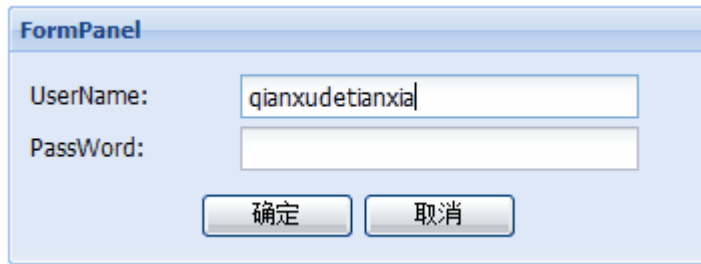 FormPanel
UserName: qianxudetianxia
PassWord:
确定 取消